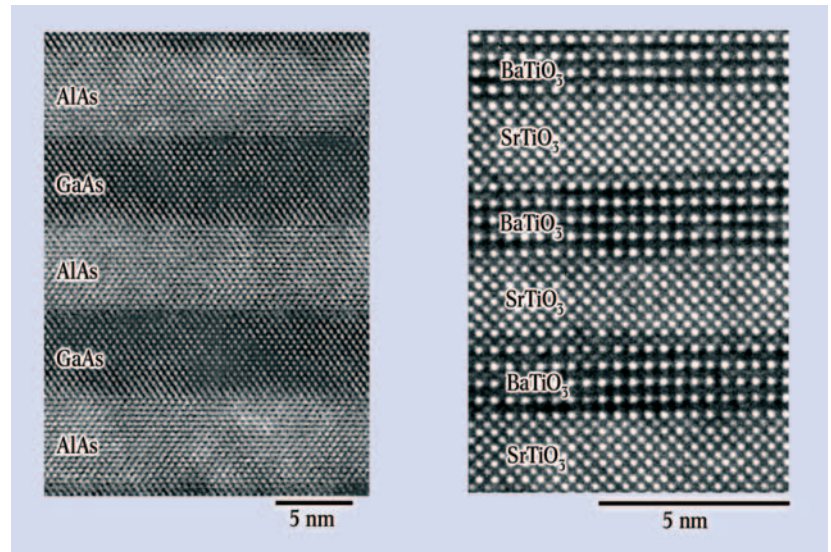 AlAs
GaAs
AlAs
GaAs
AlAs
5 nm
BaTiO₃
SrTiO₃
BaTiO₃
SrTiO₃
BaTiO₃
SrTiO₃
5 nm